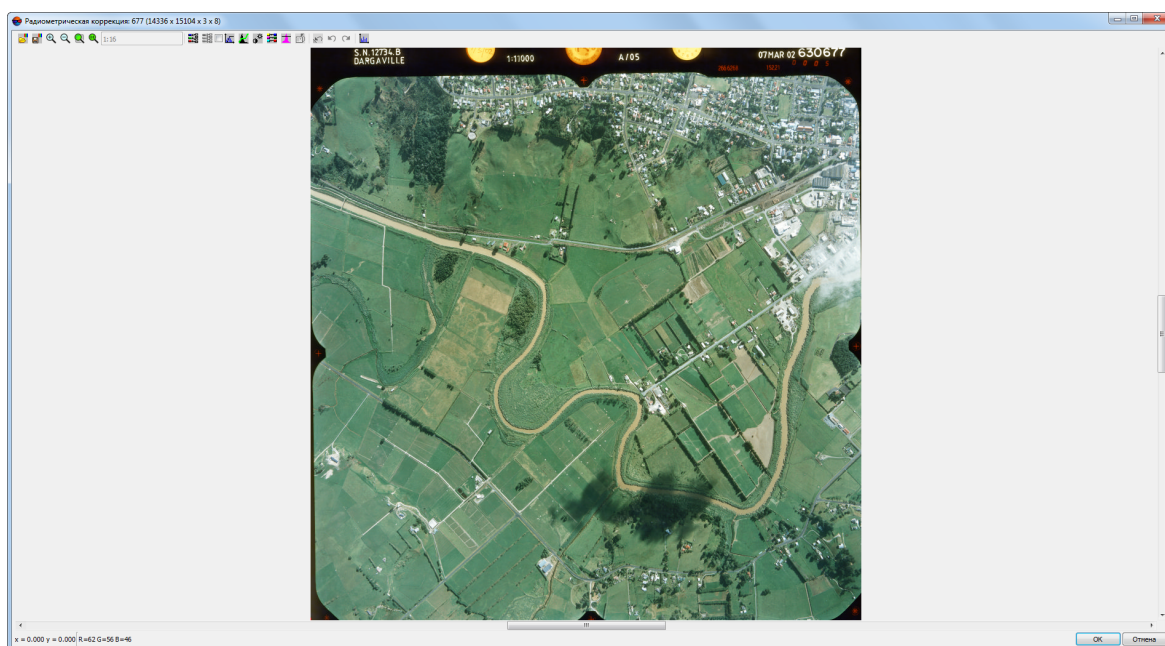 Радиометрическая коррекция: 677 (14336 x 15104 x 3 x 8)
1:16
S.N.12734.B
DARGAVILLE
1:11000
A/05
07MAR 02 630677
x = 0.000 y = 0.000 R=62 G=56 B=46
OK
Отмена